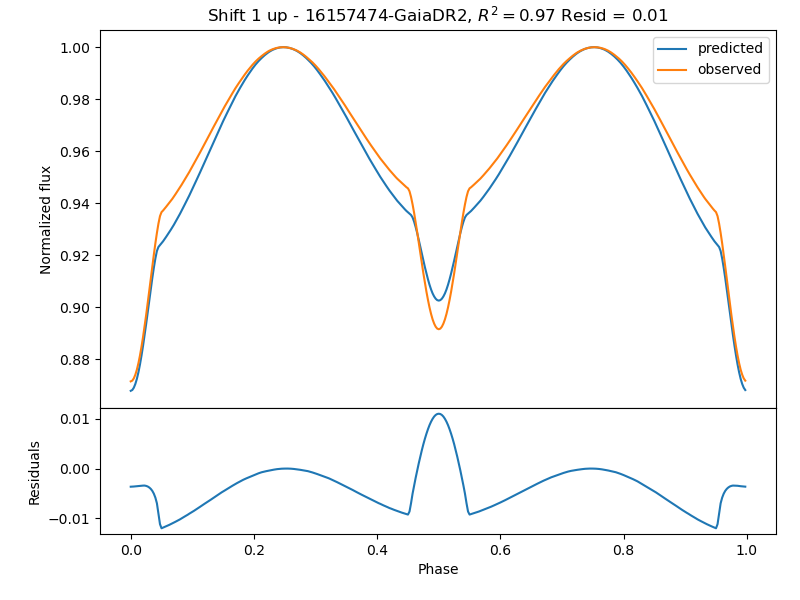 Shift 1 up - 16157474-GaiaDR2, R² = 0.97 Resid = 0.01
predicted
observed
Normalized flux
1.00
0.98
0.96
0.94
0.92
0.90
0.88
Residuals
0.01
0.00
−0.01
0.0
0.2
0.4
0.6
0.8
1.0
Phase